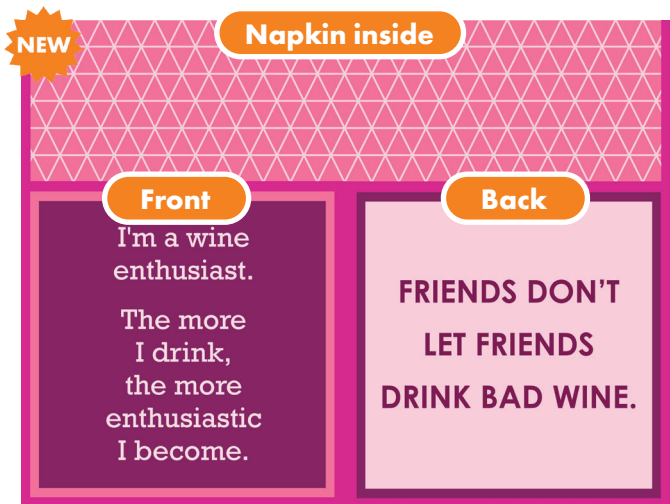 NEW
Napkin inside
Front
I'm a wine
enthusiast.
The more
I drink,
the more
enthusiastic
I become.
Back
FRIENDS DON'T
LET FRIENDS
DRINK BAD WINE.